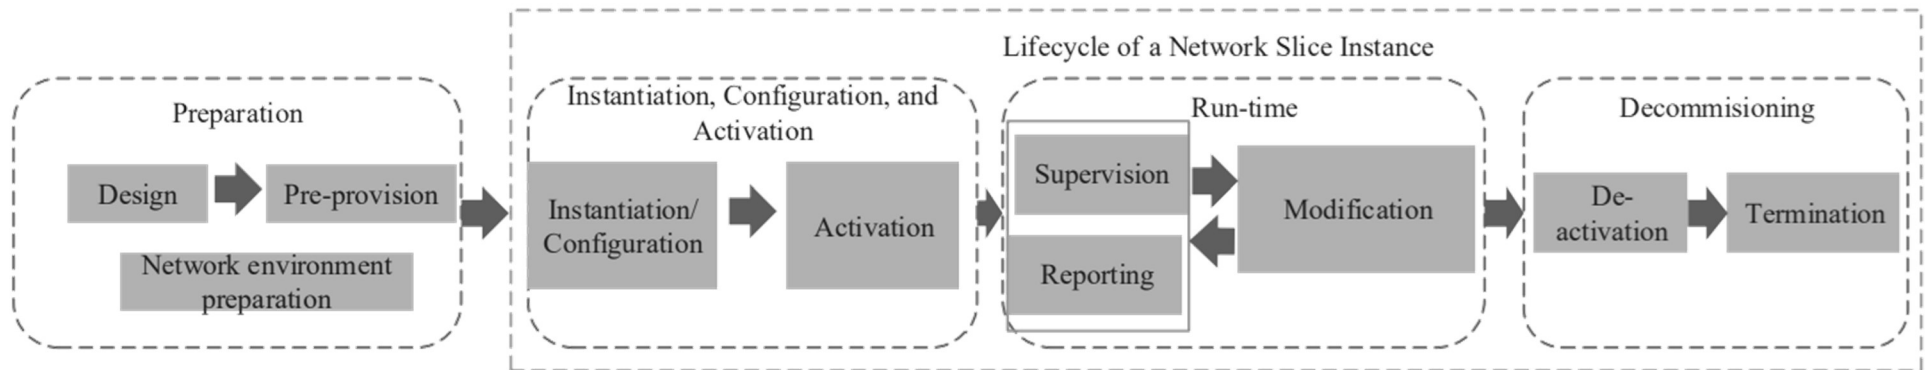 Lifecycle of a Network Slice Instance
Preparation
Design
Pre-provision
Network environment
preparation
Instantiation, Configuration, and
Activation
Instantiation/
Configuration
Activation
Run-time
Supervision
Reporting
Modification
Decommisioning
De-
activation
Termination